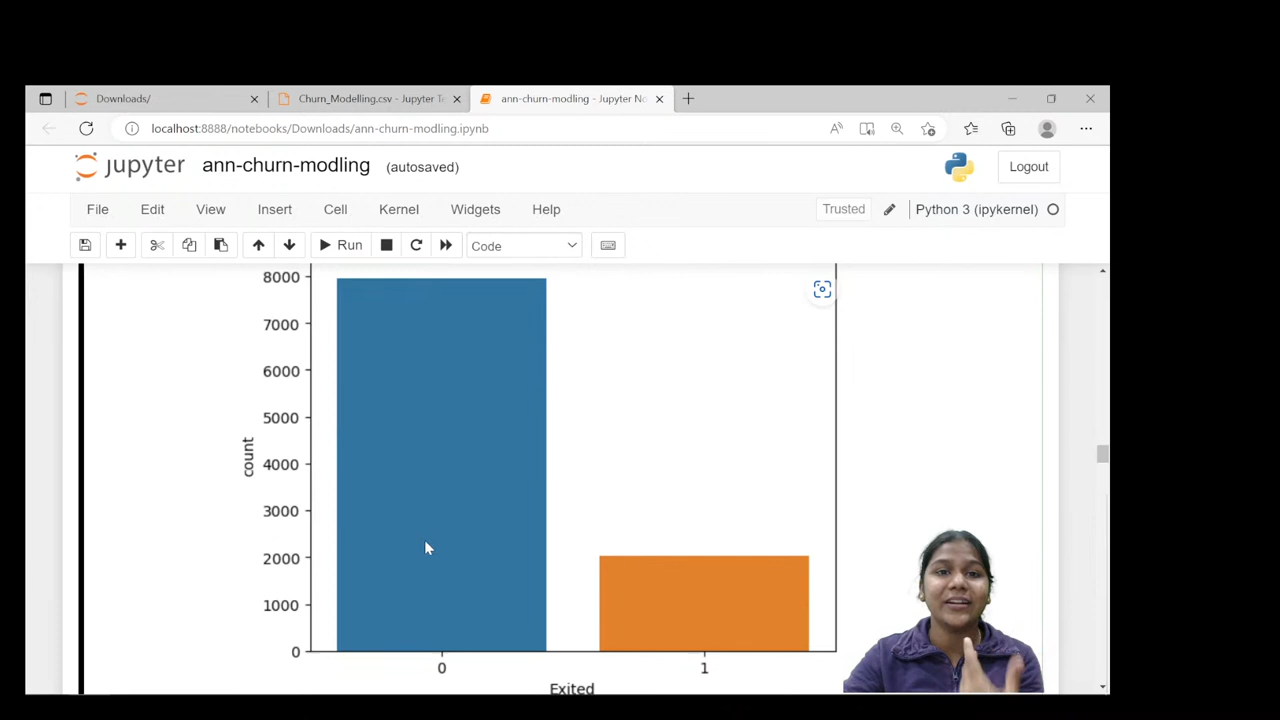 Downloads/
Churn_Modelling.csv - Jupyter Te
ann-churn-modling - Jupyter No
localhost:8888/notebooks/Downloads/ann-churn-modling.ipynb
jupyter ann-churn-modling (autosaved)
Logout
File Edit View Insert Cell Kernel Widgets Help
Trusted
Python 3 (ipykernel)
Run
Code
8000
7000
6000
5000
4000
3000
2000
1000
0
count
0 1
Exited